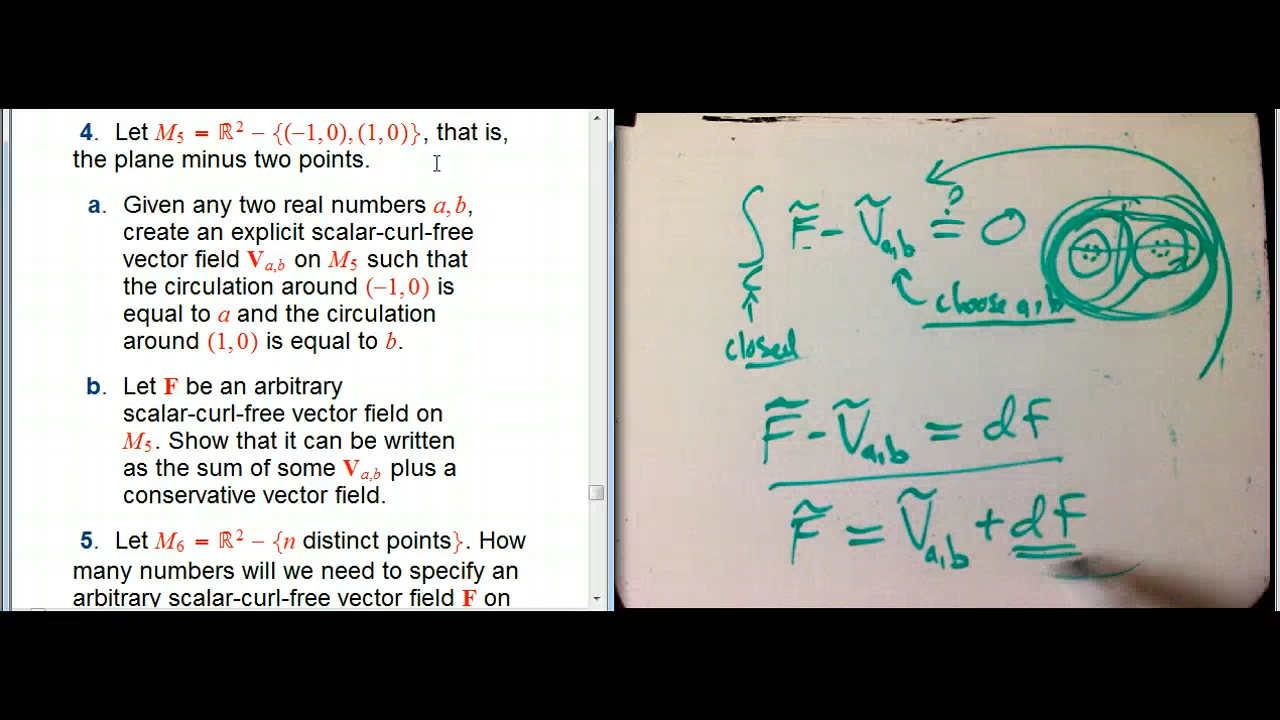 4. Let M₅ = ℝ² − {(−1, 0), (1, 0)}, that is,
the plane minus two points.
a. Given any two real numbers a, b,
create an explicit scalar-curl-free
vector field V_{a,b} on M₅ such that
the circulation around (−1, 0) is
equal to a and the circulation
around (1, 0) is equal to b.
b. Let F be an arbitrary
scalar-curl-free vector field on
M₅. Show that it can be written
as the sum of some V_{a,b} plus a
conservative vector field.
5. Let M₆ = ℝ² − {n distinct points}. How
many numbers will we need to specify an
arbitrary scalar-curl-free vector field F on
∫_C F̃ − Ṽ_{a,b} ≟ 0
choose a,b
closed
F̃ − Ṽ_{a,b} = dF
F̃ = Ṽ_{a,b} + dF